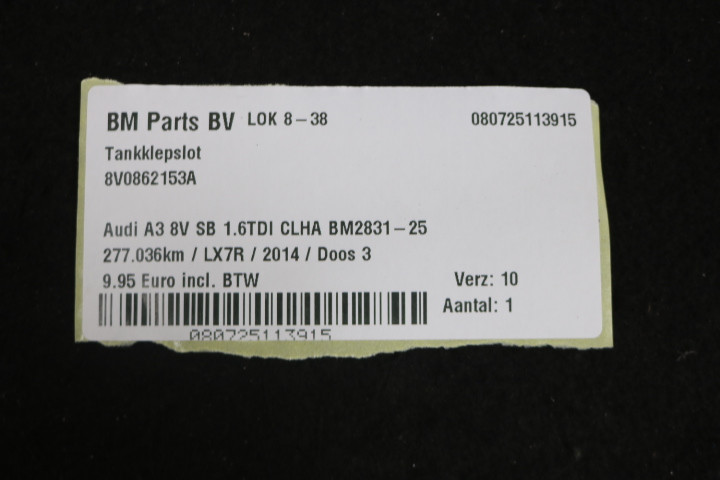 BM Parts BV LOK 8-38 080725113915
Tankklepslot
8V0862153A
Audi A3 8V SB 1.6TDI CLHA BM2831-25
277.036km / LX7R / 2014 / Doos 3
9.95 Euro incl. BTW Verz: 10
Aantal: 1
080725113915